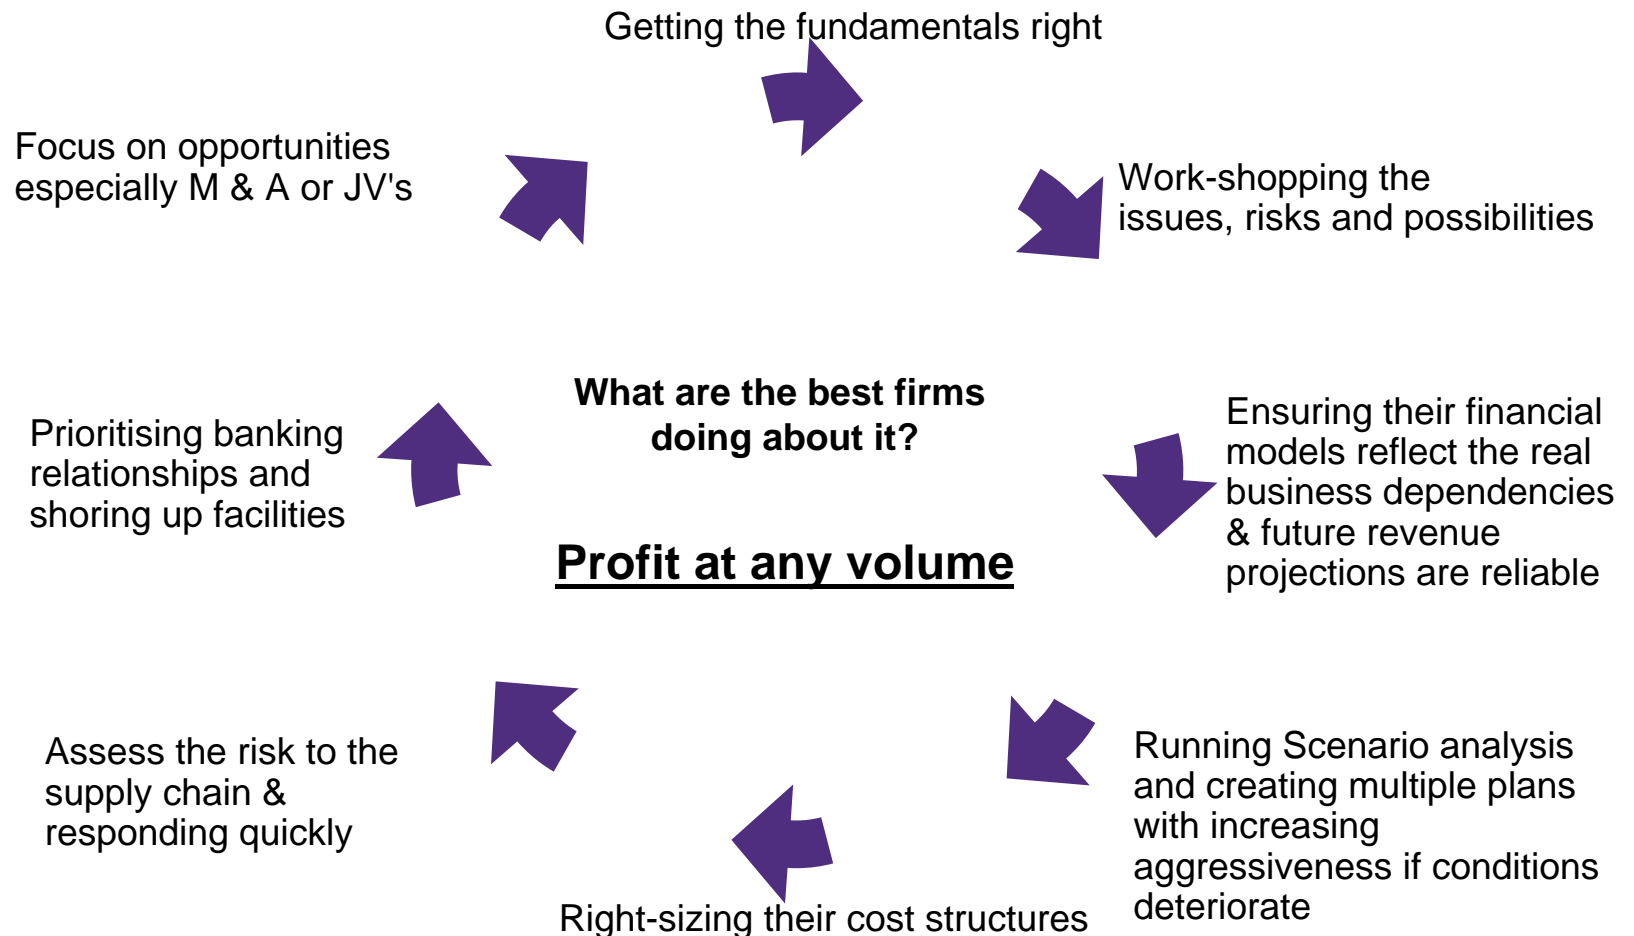 Getting the fundamentals right
Work-shopping the
issues, risks and possibilities
Ensuring their financial
models reflect the real
business dependencies
& future revenue
projections are reliable
Running Scenario analysis
and creating multiple plans
with increasing
aggressiveness if conditions
deteriorate
Right-sizing their cost structures
Assess the risk to the
supply chain &
responding quickly
Prioritising banking
relationships and
shoring up facilities
Focus on opportunities
especially M & A or JV's
What are the best firms
doing about it?
Profit at any volume